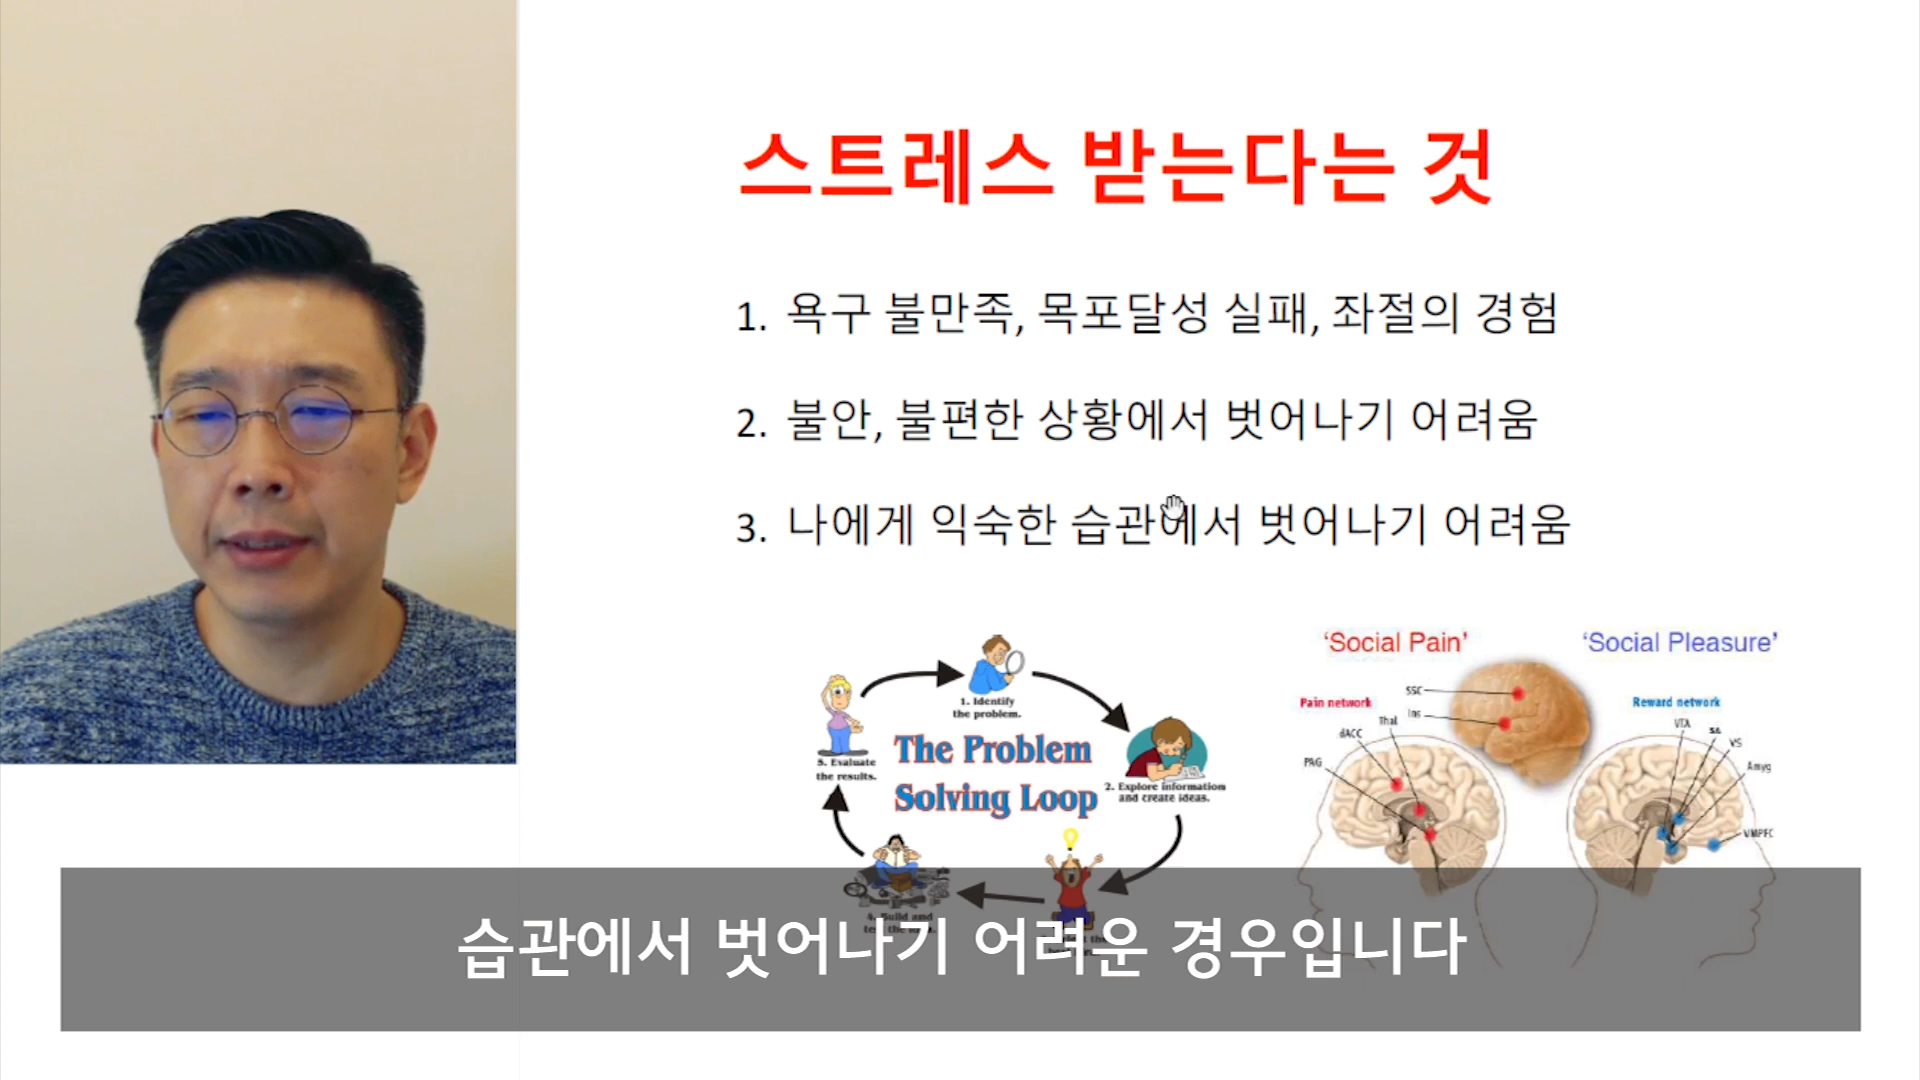 스트레스 받는다는 것
1. 욕구 불만족, 목포달성 실패, 좌절의 경험
2. 불안, 불편한 상황에서 벗어나기 어려움
3. 나에게 익숙한 습관에서 벗어나기 어려움
The Problem
Solving Loop
1. Identify
the problem.
2. Explore information
and create ideas.
4. Build and
5. Evaluate
the results.
‘Social Pain’
‘Social Pleasure’
Pain network
SSC
Ins
Thal
dACC
PAG
Reward network
VTA
VS
Amyg
VMPFC
습관에서 벗어나기 어려운 경우입니다